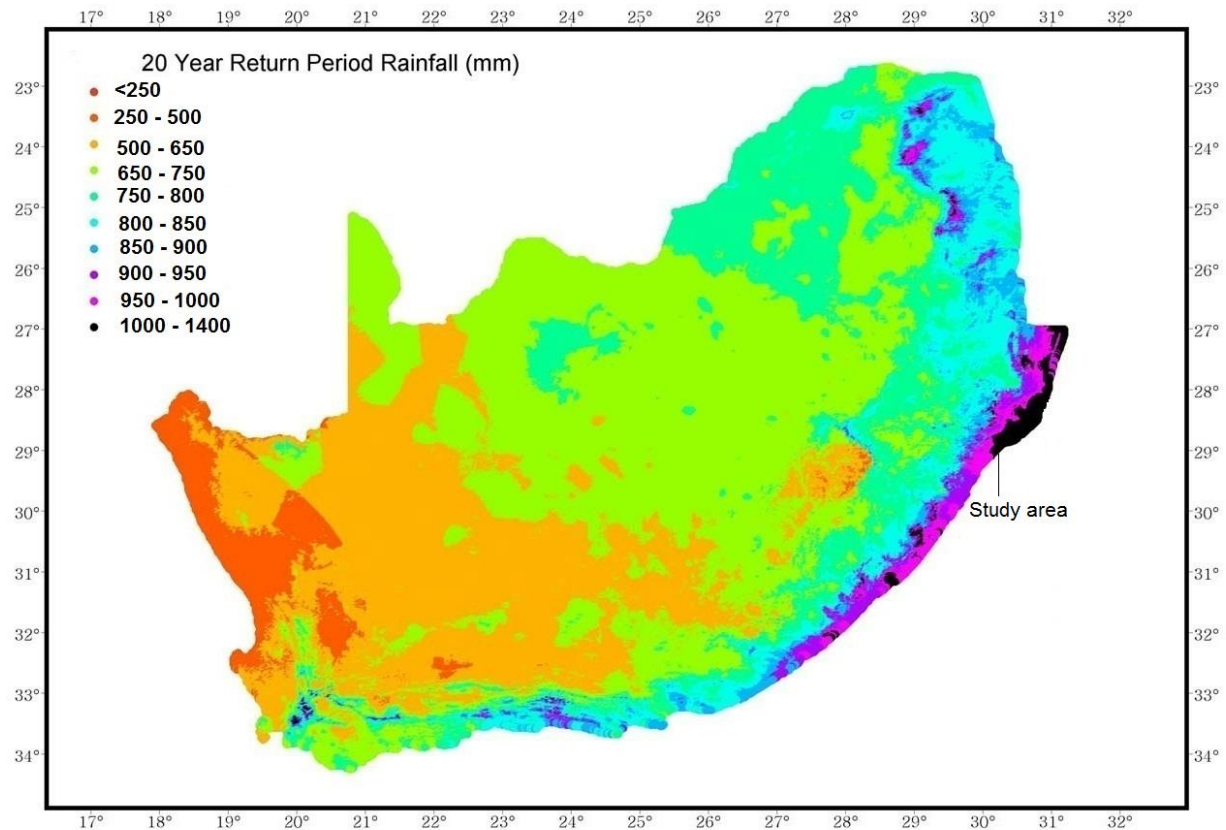 17° 18° 19° 20° 21° 22° 23° 24° 25° 26° 27° 28° 29° 30° 31° 32°
20 Year Return Period Rainfall (mm)
<250
250 - 500
500 - 650
650 - 750
750 - 800
800 - 850
850 - 900
900 - 950
950 - 1000
1000 - 1400
23° 23°
24° 24°
25° 25°
26° 26°
27° 27°
28° 28°
29° 29°
Study area
30° 30°
31° 31°
32° 32°
33° 33°
34° 34°
17° 18° 19° 20° 21° 22° 23° 24° 25° 26° 27° 28° 29° 30° 31° 32°